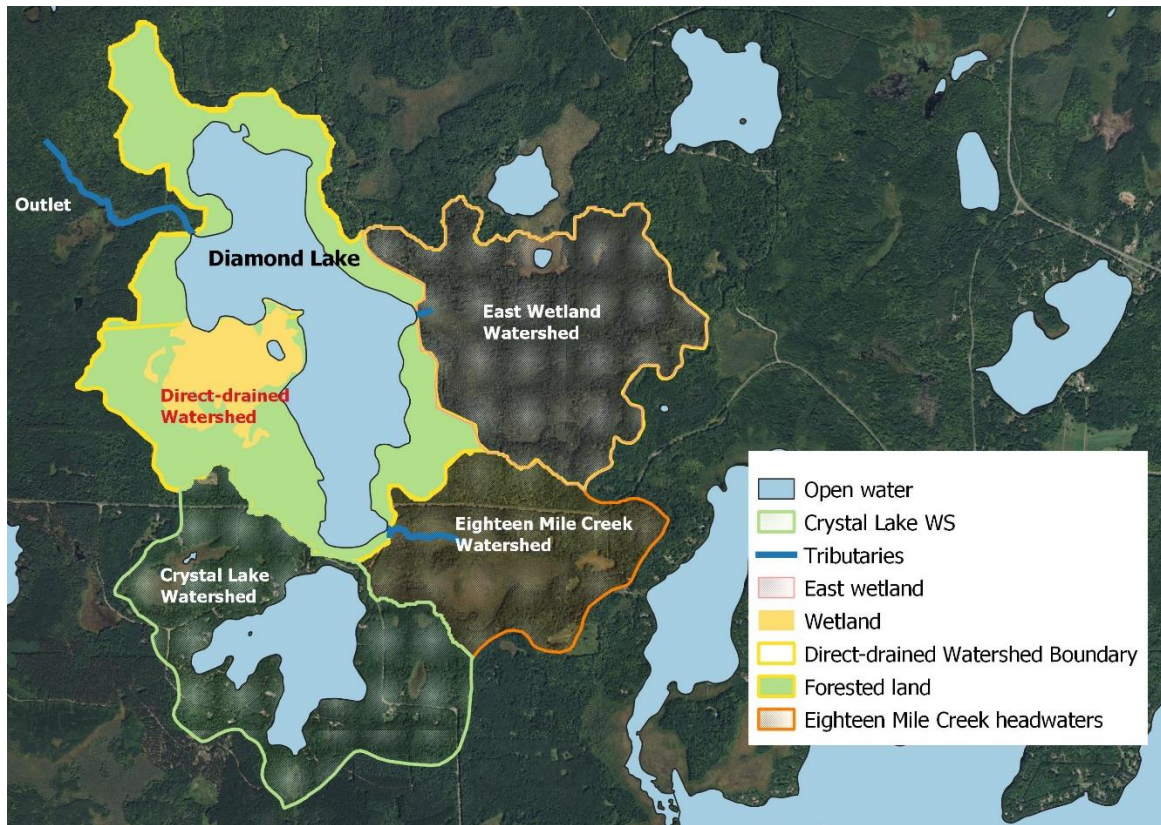 Outlet
Diamond Lake
East Wetland
Watershed
Direct-drained
Watershed
Eighteen Mile Creek
Watershed
Crystal Lake
Watershed
Open water
Crystal Lake WS
Tributaries
East wetland
Wetland
Direct-drained Watershed Boundary
Forested land
Eighteen Mile Creek headwaters